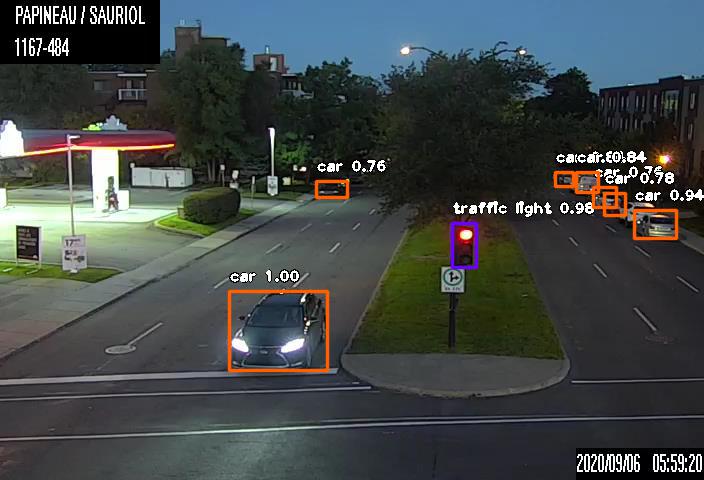 PAPINEAU / SAURIOL
1167-484
car 0.76
car 0.78
car 0.94
traffic light 0.98
car 1.00
17
2020/09/06 05:59:20